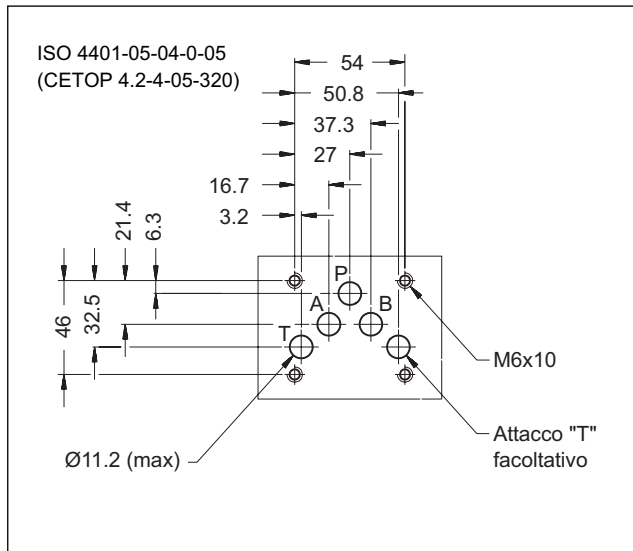 ISO 4401-05-04-0-05
(CETOP 4.2-4-05-320)
54
50.8
37.3
27
16.7
3.2
21.4
6.3
46
32.5
P
A
B
T
M6x10
Ø11.2 (max)
Attacco "T"
facoltativo